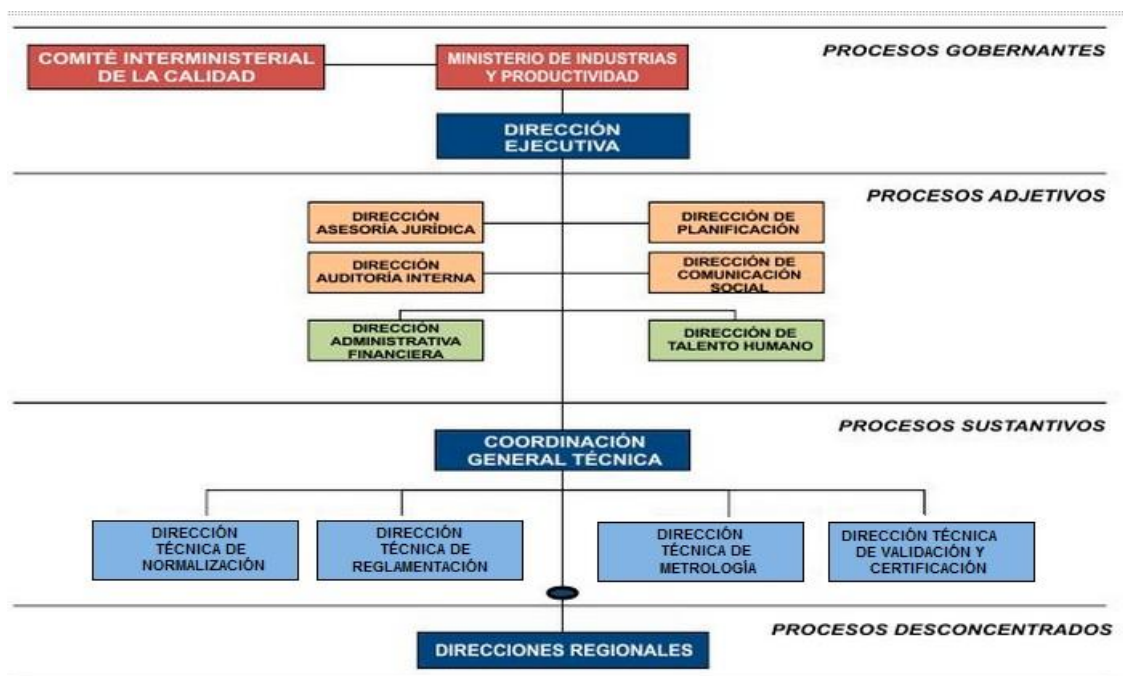 COMITÉ INTERMINISTERIAL
DE LA CALIDAD
MINISTERIO DE INDUSTRIAS
Y PRODUCTIVIDAD
PROCESOS GOBERNANTES
DIRECCIÓN
EJECUTIVA
PROCESOS ADJETIVOS
DIRECCIÓN
ASESORÍA JURÍDICA
DIRECCIÓN DE
PLANIFICACIÓN
DIRECCIÓN
AUDITORÍA INTERNA
DIRECCIÓN DE
COMUNICACIÓN
SOCIAL
DIRECCIÓN
ADMINISTRATIVA
FINANCIERA
DIRECCIÓN DE
TALENTO HUMANO
PROCESOS SUSTANTIVOS
COORDINACIÓN
GENERAL TÉCNICA
DIRECCIÓN
TÉCNICA DE
NORMALIZACIÓN
DIRECCIÓN
TÉCNICA DE
REGLAMENTACIÓN
DIRECCIÓN
TÉCNICA DE
METROLOGÍA
DIRECCIÓN TÉCNICA
DE VALIDACIÓN Y
CERTIFICACIÓN
PROCESOS DESCONCENTRADOS
DIRECCIONES REGIONALES